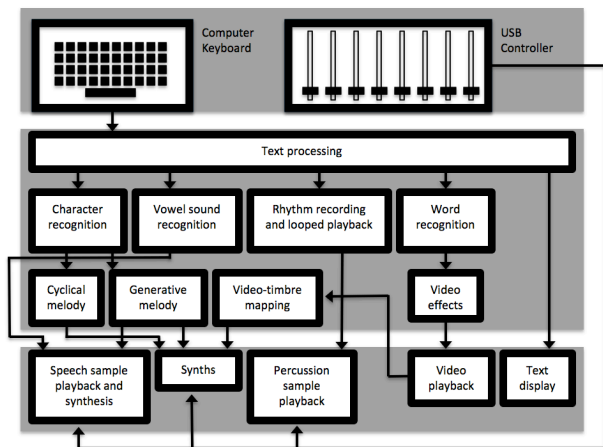 Computer
Keyboard
USB
Controller
Text processing
Character
recognition
Vowel sound
recognition
Rhythm recording
and looped playback
Word
recognition
Cyclical
melody
Generative
melody
Video-timbre
mapping
Video
effects
Speech sample
playback and
synthesis
Synths
Percussion
sample
playback
Video
playback
Text
display